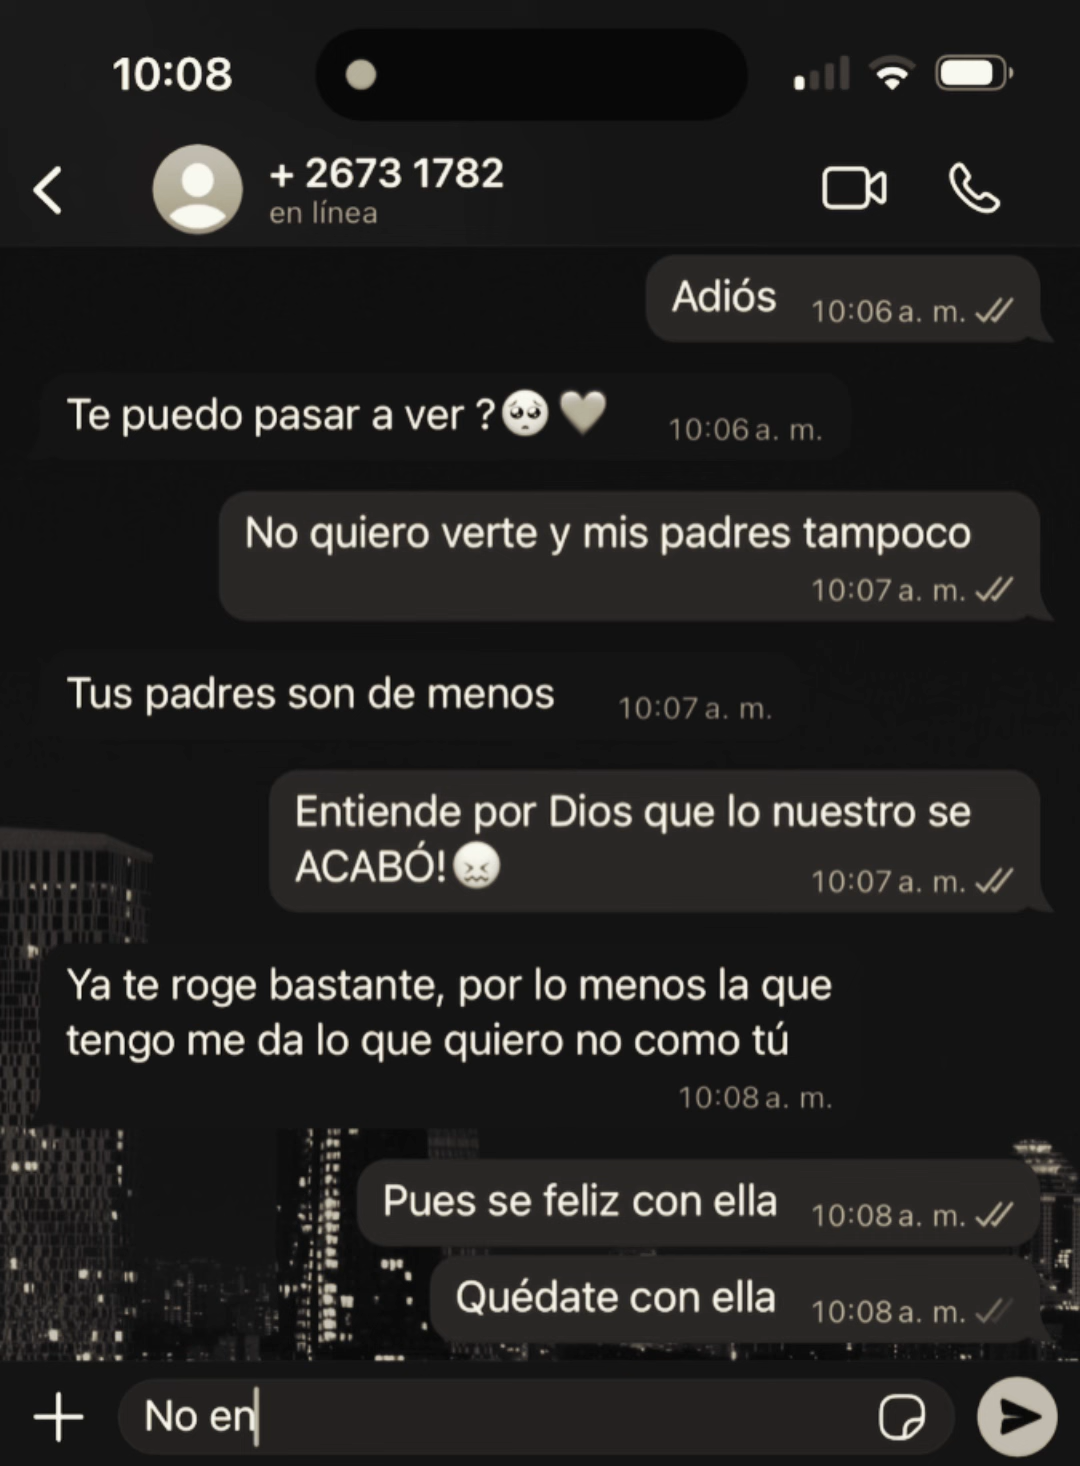 10:08
+ 2673 1782
en línea
Adiós 10:06 a. m.
Te puedo pasar a ver ?🥺🤍 10:06 a. m.
No quiero verte y mis padres tampoco
10:07 a. m.
Tus padres son de menos 10:07 a. m.
Entiende por Dios que lo nuestro se
ACABÓ!😖 10:07 a. m.
Ya te roge bastante, por lo menos la que
tengo me da lo que quiero no como tú
10:08 a. m.
Pues se feliz con ella 10:08 a. m.
Quédate con ella 10:08 a. m.
No en